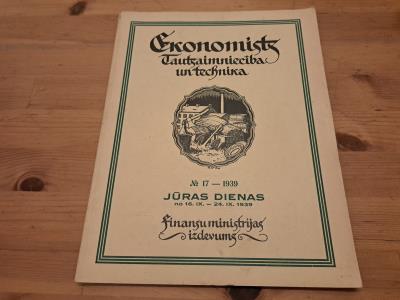 Ekonomists
Tautsaimniecība
un technika
№ 17 — 1939
JŪRAS DIENAS
no 16. IX. — 24. IX. 1939
Finansu ministrijas
izdevums